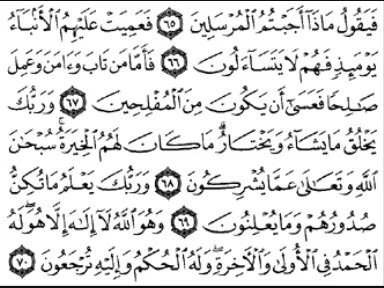 فَيَقُولُ مَاذَآ أَجَبْتُمُ ٱلْمُرْسَلِينَ ٦٥ فَعَمِيَتْ عَلَيْهِمُ ٱلْأَنۢبَآءُ
يَوْمَئِذٍ فَهُمْ لَا يَتَسَآءَلُونَ ٦٦ فَأَمَّا مَن تَابَ وَءَامَنَ وَعَمِلَ
صَٰلِحًا فَعَسَىٰٓ أَن يَكُونَ مِنَ ٱلْمُفْلِحِينَ ٦٧ وَرَبُّكَ
يَخْلُقُ مَا يَشَآءُ وَيَخْتَارُ ۗ مَا كَانَ لَهُمُ ٱلْخِيَرَةُ ۚ سُبْحَٰنَ
ٱللَّهِ وَتَعَٰلَىٰ عَمَّا يُشْرِكُونَ ٦٨ وَرَبُّكَ يَعْلَمُ مَا تُكِنُّ
صُدُورُهُمْ وَمَا يُعْلِنُونَ ٦٩ وَهُوَ ٱللَّهُ لَآ إِلَٰهَ إِلَّا هُوَ ۖ لَهُ
ٱلْحَمْدُ فِى ٱلْأُولَىٰ وَٱلْءَاخِرَةِ ۖ وَلَهُ ٱلْحُكْمُ وَإِلَيْهِ تُرْجَعُونَ ٧٠